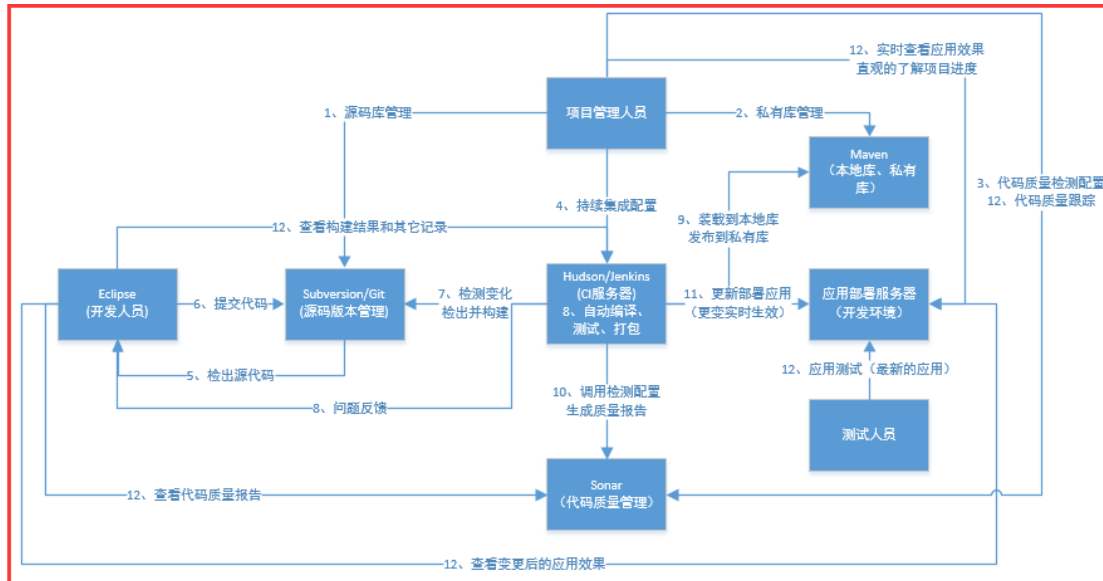 12、实时查看应用效果
直观的了解项目进度
1、源码库管理
项目管理人员
2、私有库管理
Maven
（本地库、私有
库）
3、代码质量检测配置
12、代码质量跟踪
4、持续集成配置
9、装载到本地库
发布到私有库
12、查看构建结果和其它记录
Eclipse
(开发人员)
6、提交代码
Subversion/Git
(源码版本管理)
7、检测变化
检出并构建
Hudson/Jenkins
(CI服务器)
8、自动编译、
测试、打包
11、更新部署应用
（更变实时生效）
应用部署服务器
（开发环境）
5、检出源代码
12、应用测试（最新的应用）
8、问题反馈
10、调用检测配置
生成质量报告
测试人员
Sonar
（代码质量管理）
12、查看代码质量报告
12、查看变更后的应用效果